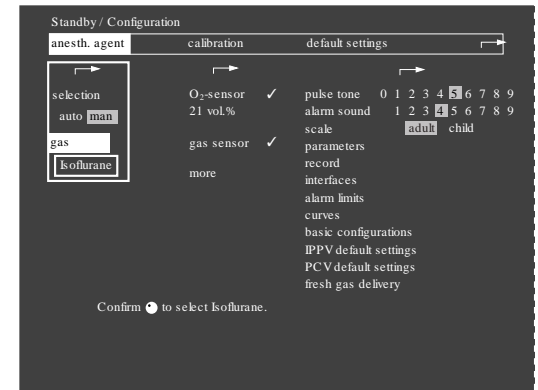 Standby / Configuration
anesth. agent calibration default settings
selection
auto man
gas
Isoflurane
O₂-sensor ✓
21 vol.%
gas sensor ✓
more
pulse tone 0 1 2 3 4 5 6 7 8 9
alarm sound 1 2 3 4 5 6 7 8 9
scale adult child
parameters
record
interfaces
alarm limits
curves
basic configurations
IPPV default settings
PCV default settings
fresh gas delivery
Confirm to select Isoflurane.